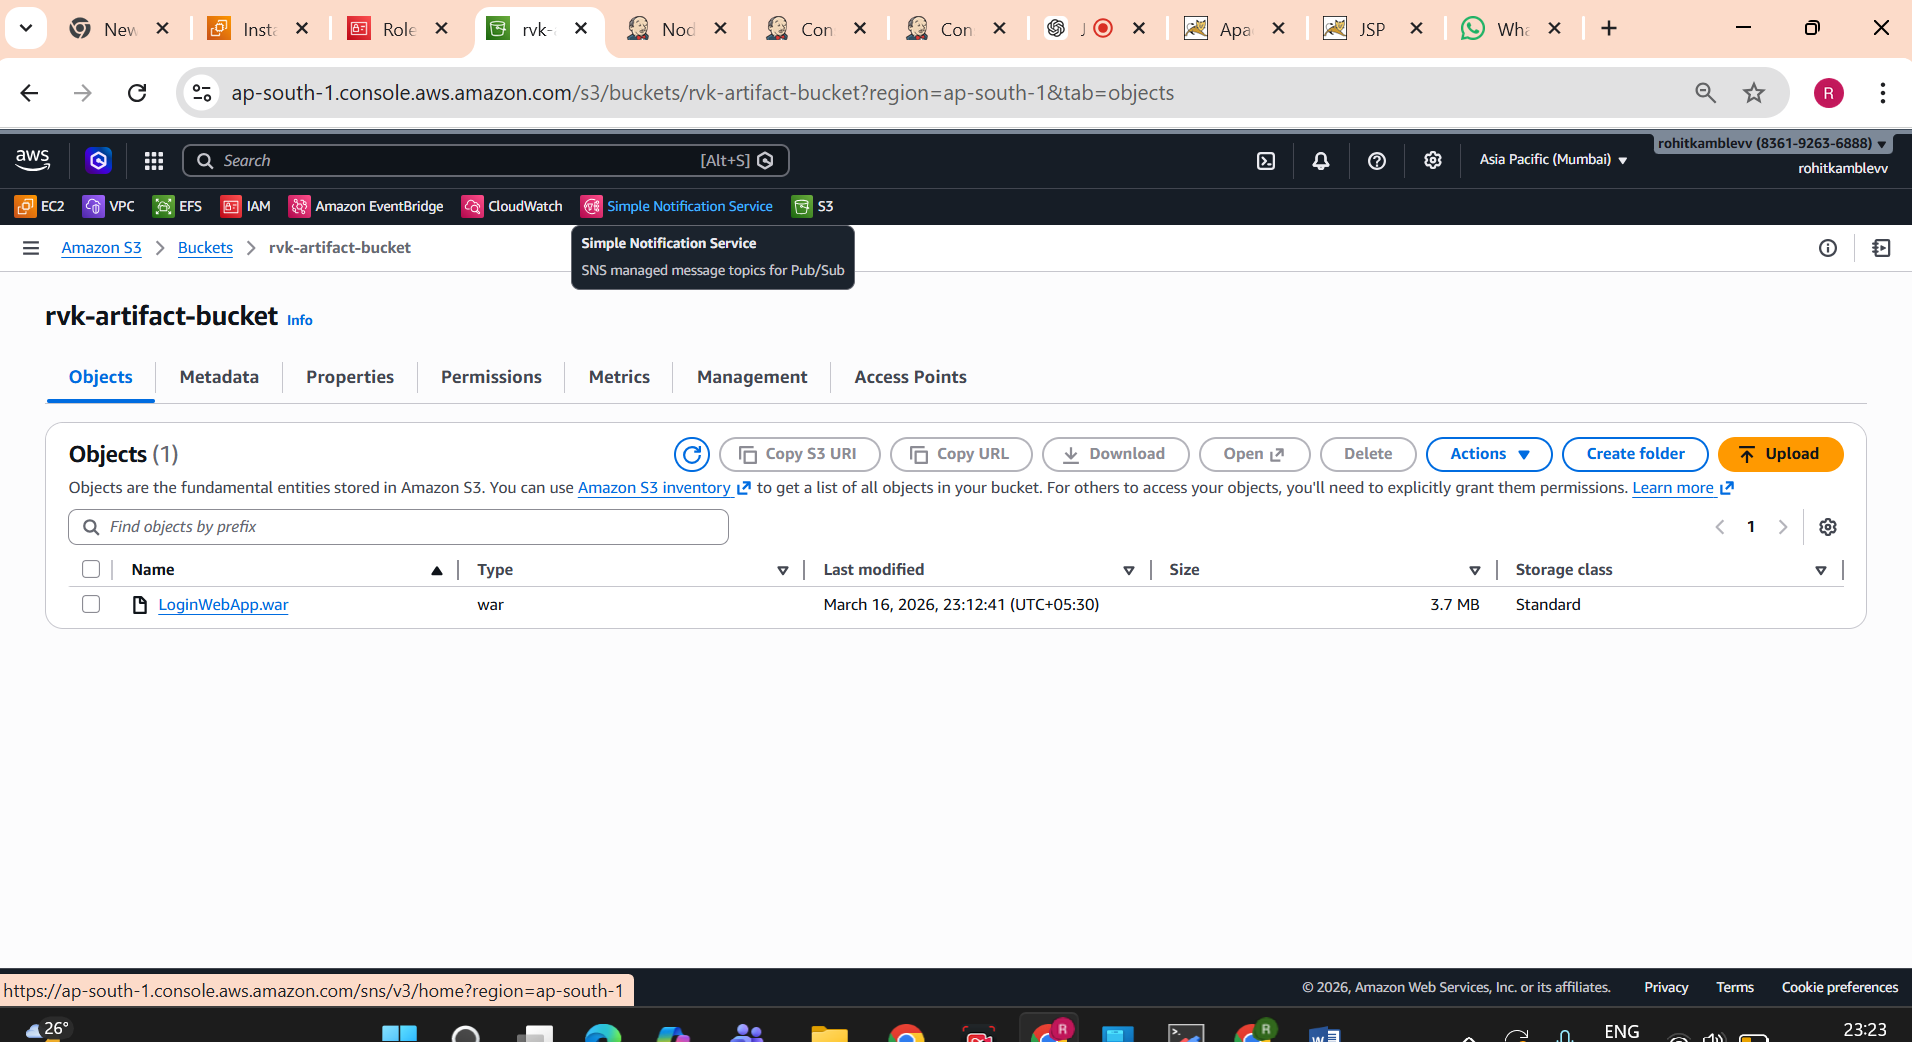 New
Insta
Role
rvk-
Nod
Con
Con
J
Apa
JSP
Wha
ap-south-1.console.aws.amazon.com/s3/buckets/rvk-artifact-bucket?region=ap-south-1&tab=objects
R
aws
Search
[Alt+S]
Asia Pacific (Mumbai)
rohitkamblevv (8361-9263-6888)
rohitkamblevv
EC2
VPC
EFS
IAM
Amazon EventBridge
CloudWatch
Simple Notification Service
S3
Amazon S3
Buckets
rvk-artifact-bucket
Simple Notification Service
SNS managed message topics for Pub/Sub
rvk-artifact-bucket Info
Objects
Metadata
Properties
Permissions
Metrics
Management
Access Points
Objects (1)
Copy S3 URI
Copy URL
Download
Open
Delete
Actions
Create folder
Upload
Objects are the fundamental entities stored in Amazon S3. You can use Amazon S3 inventory to get a list of all objects in your bucket. For others to access your objects, you'll need to explicitly grant them permissions. Learn more
Find objects by prefix
1
Name
Type
Last modified
Size
Storage class
LoginWebApp.war
war
March 16, 2026, 23:12:41 (UTC+05:30)
3.7 MB
Standard
https://ap-south-1.console.aws.amazon.com/sns/v3/home?region=ap-south-1
© 2026, Amazon Web Services, Inc. or its affiliates.
Privacy
Terms
Cookie preferences
26°
R
R
W
ENG
23:23